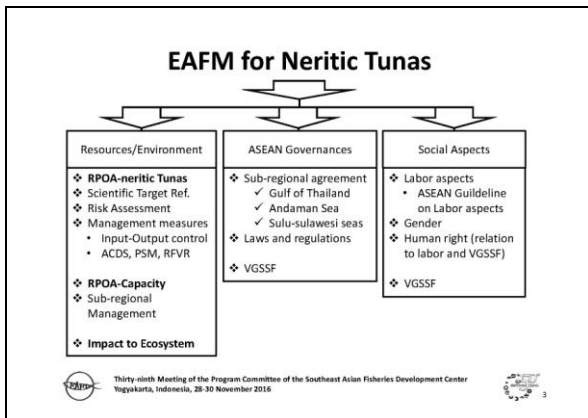 EAFM for Neritic Tunas
Resources/Environment
❖ RPOA-neritic Tunas
❖ Scientific Target Ref.
❖ Risk Assessment
❖ Management measures
• Input-Output control
• ACDS, PSM, RFVR
❖ RPOA-Capacity
❖ Sub-regional
Management
❖ Impact to Ecosystem
ASEAN Governances
❖ Sub-regional agreement
✓ Gulf of Thailand
✓ Andaman Sea
✓ Sulu-sulawesi seas
❖ Laws and regulations
❖ VGSSF
Social Aspects
❖ Labor aspects
• ASEAN Guildeline
on Labor aspects
❖ Gender
❖ Human right (relation
to labor and VGSSF)
❖ VGSSF
Thirty-ninth Meeting of the Program Committee of the Southeast Asian Fisheries Development Center
Yogyakarta, Indonesia, 28-30 November 2016
3